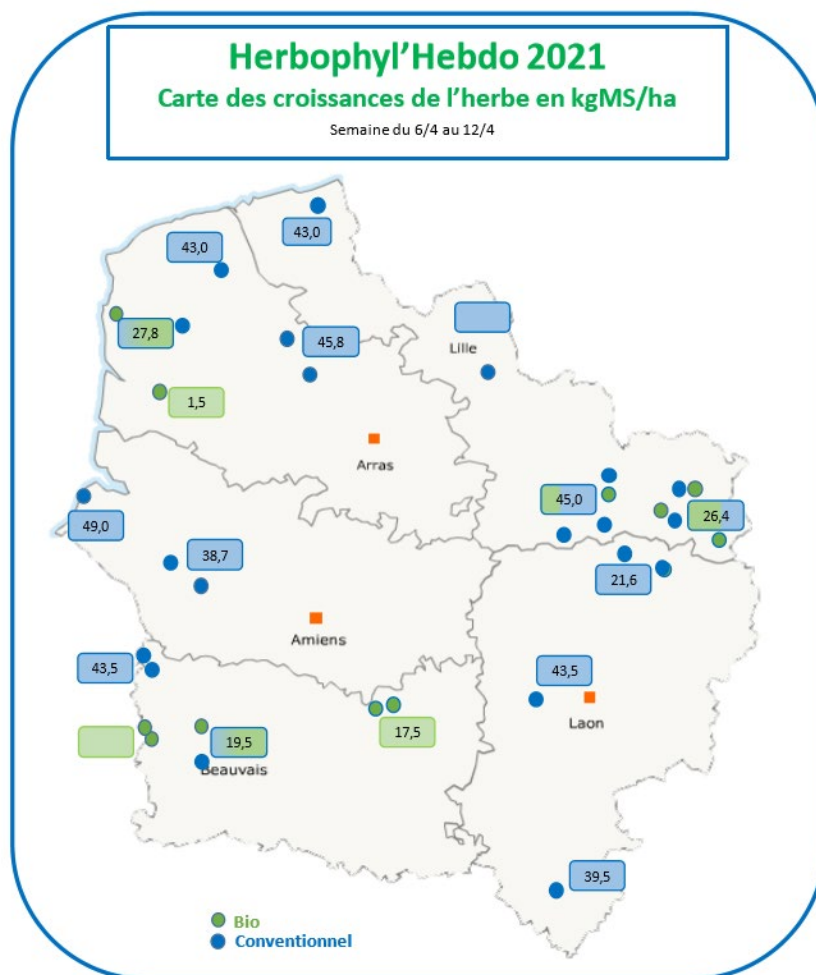 Herbophyl'Hebdo 2021
Carte des croissances de l'herbe en kgMS/ha
Semaine du 6/4 au 12/4
43,0
43,0
27,8
45,8
Lille
1,5
Arras
45,0
26,4
49,0
38,7
21,6
Amiens
43,5
43,5
Laon
17,5
19,5
Beauvais
39,5
Bio
Conventionnel